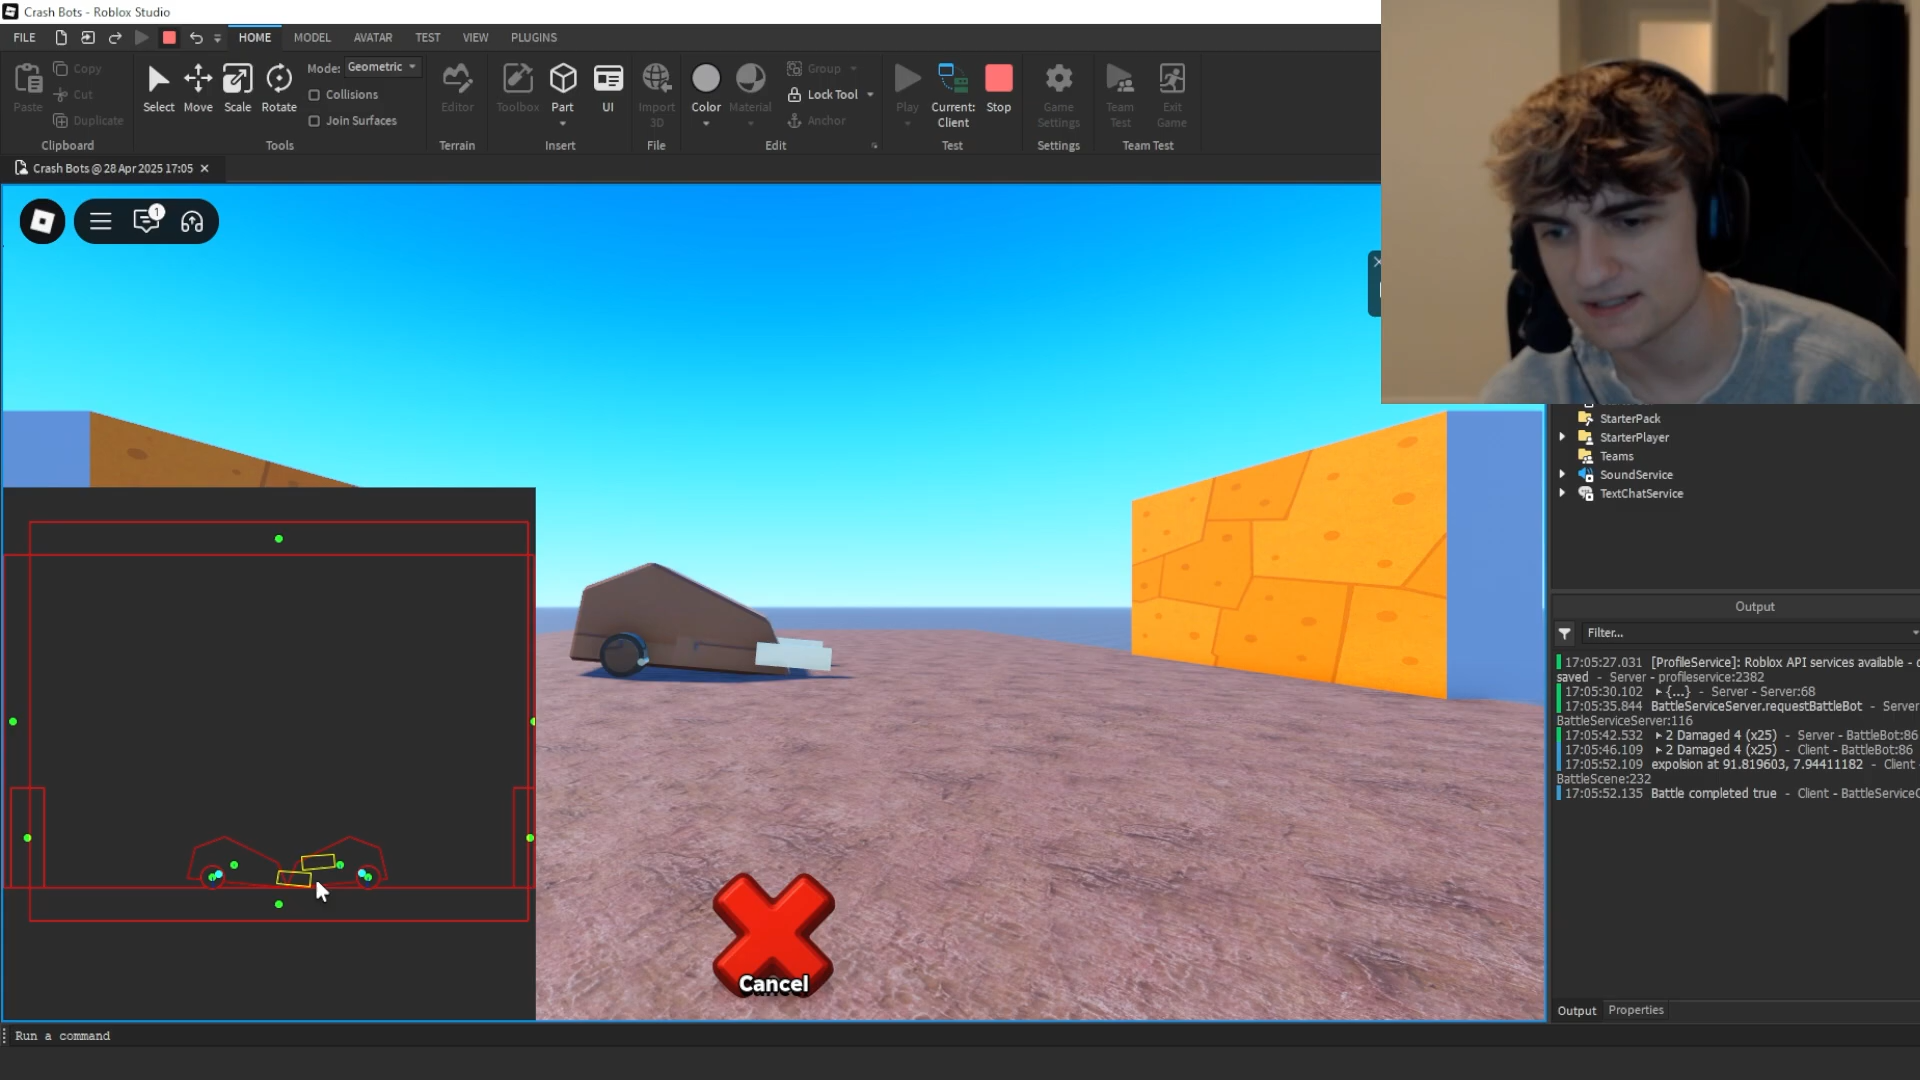 Crash Bots - Roblox Studio
FILE HOME MODEL AVATAR TEST VIEW PLUGINS
Paste Copy Cut Duplicate
Select Move Scale Rotate
Mode: Geometric
Collisions
Join Surfaces
Editor
Toolbox Part UI
Import 3D
Color Material
Group
Lock Tool
Anchor
Play Current: Client Stop
Game Settings
Team Test
Exit Game
Clipboard Tools Terrain Insert File Edit Test Settings Team Test
Crash Bots @ 28 Apr 2025 17:05
1
StarterPack
StarterPlayer
Teams
SoundService
TextChatService
Output
Filter...
17:05:27.031 [ProfileService]: Roblox API services available -
saved - Server - profileservice:2382
17:05:30.102 {...} - Server - Server:68
17:05:35.844 BattleServiceServer.requestBattleBot - Server
BattleServiceServer:116
17:05:42.532 2 Damaged 4 (x25) - Server - BattleBot:86
17:05:46.109 2 Damaged 4 (x25) - Client - BattleBot:86
17:05:52.109 expolsion at 91.819603, 7.94411182 - Client
BattleScene:232
17:05:52.135 Battle completed true - Client - BattleServiceC
Cancel
Output Properties
Run a command